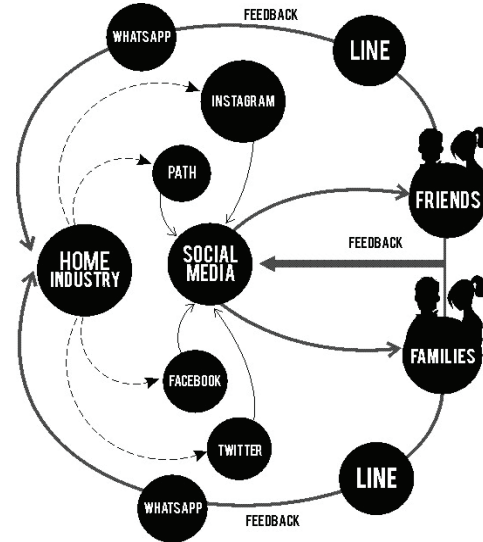 FEEDBACK
WHATSAPP
LINE
INSTAGRAM
PATH
FRIENDS
HOME
INDUSTRY
SOCIAL
MEDIA
FEEDBACK
FAMILIES
FACEBOOK
TWITTER
LINE
WHATSAPP
FEEDBACK